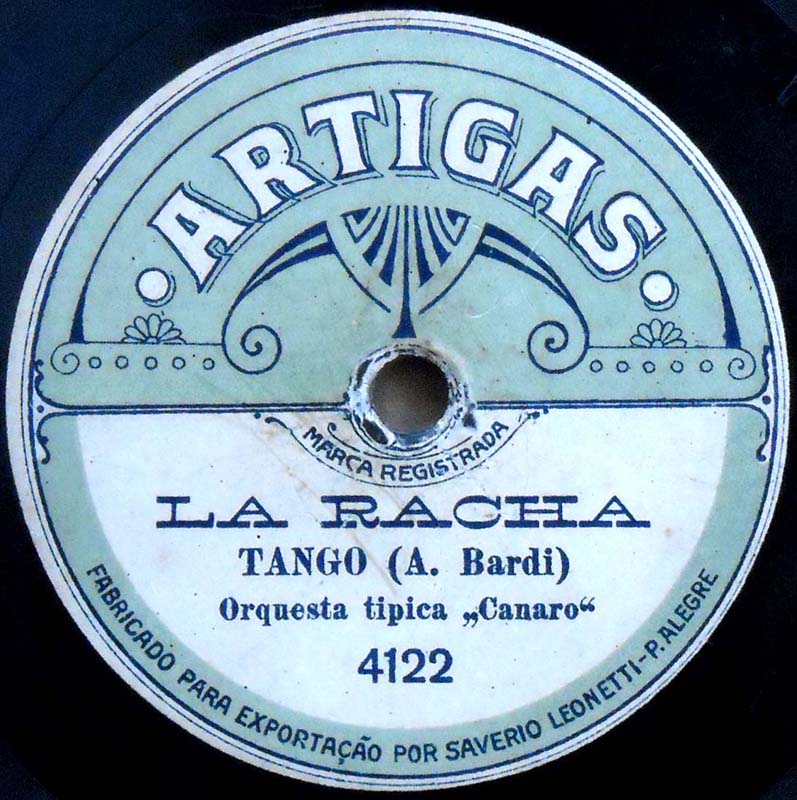 ARTIGAS
MARCA REGISTRADA
LA RACHA
TANGO (A. Bardi)
Orquesta tipica „Canaro“
4122
FABRICADO PARA EXPORTAÇÃO POR SAVERIO LEONETTI-P. ALEGRE